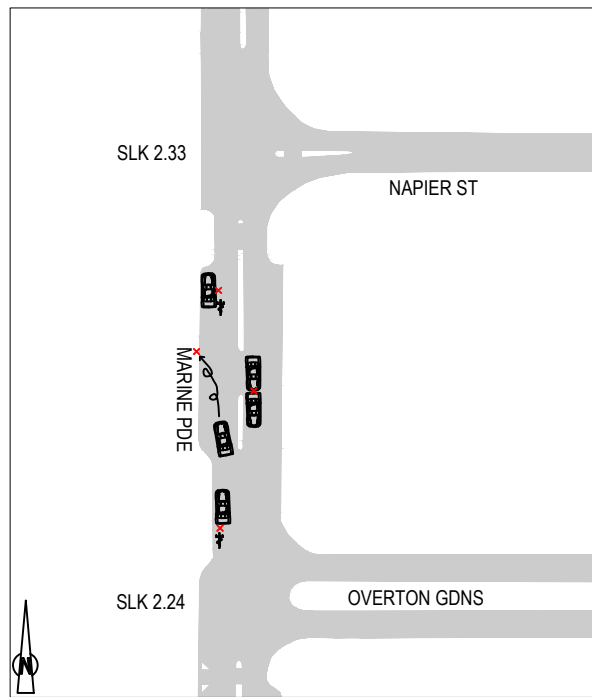 SLK 2.33
NAPIER ST
MARINE PDE
SLK 2.24
OVERTON GDNS
N